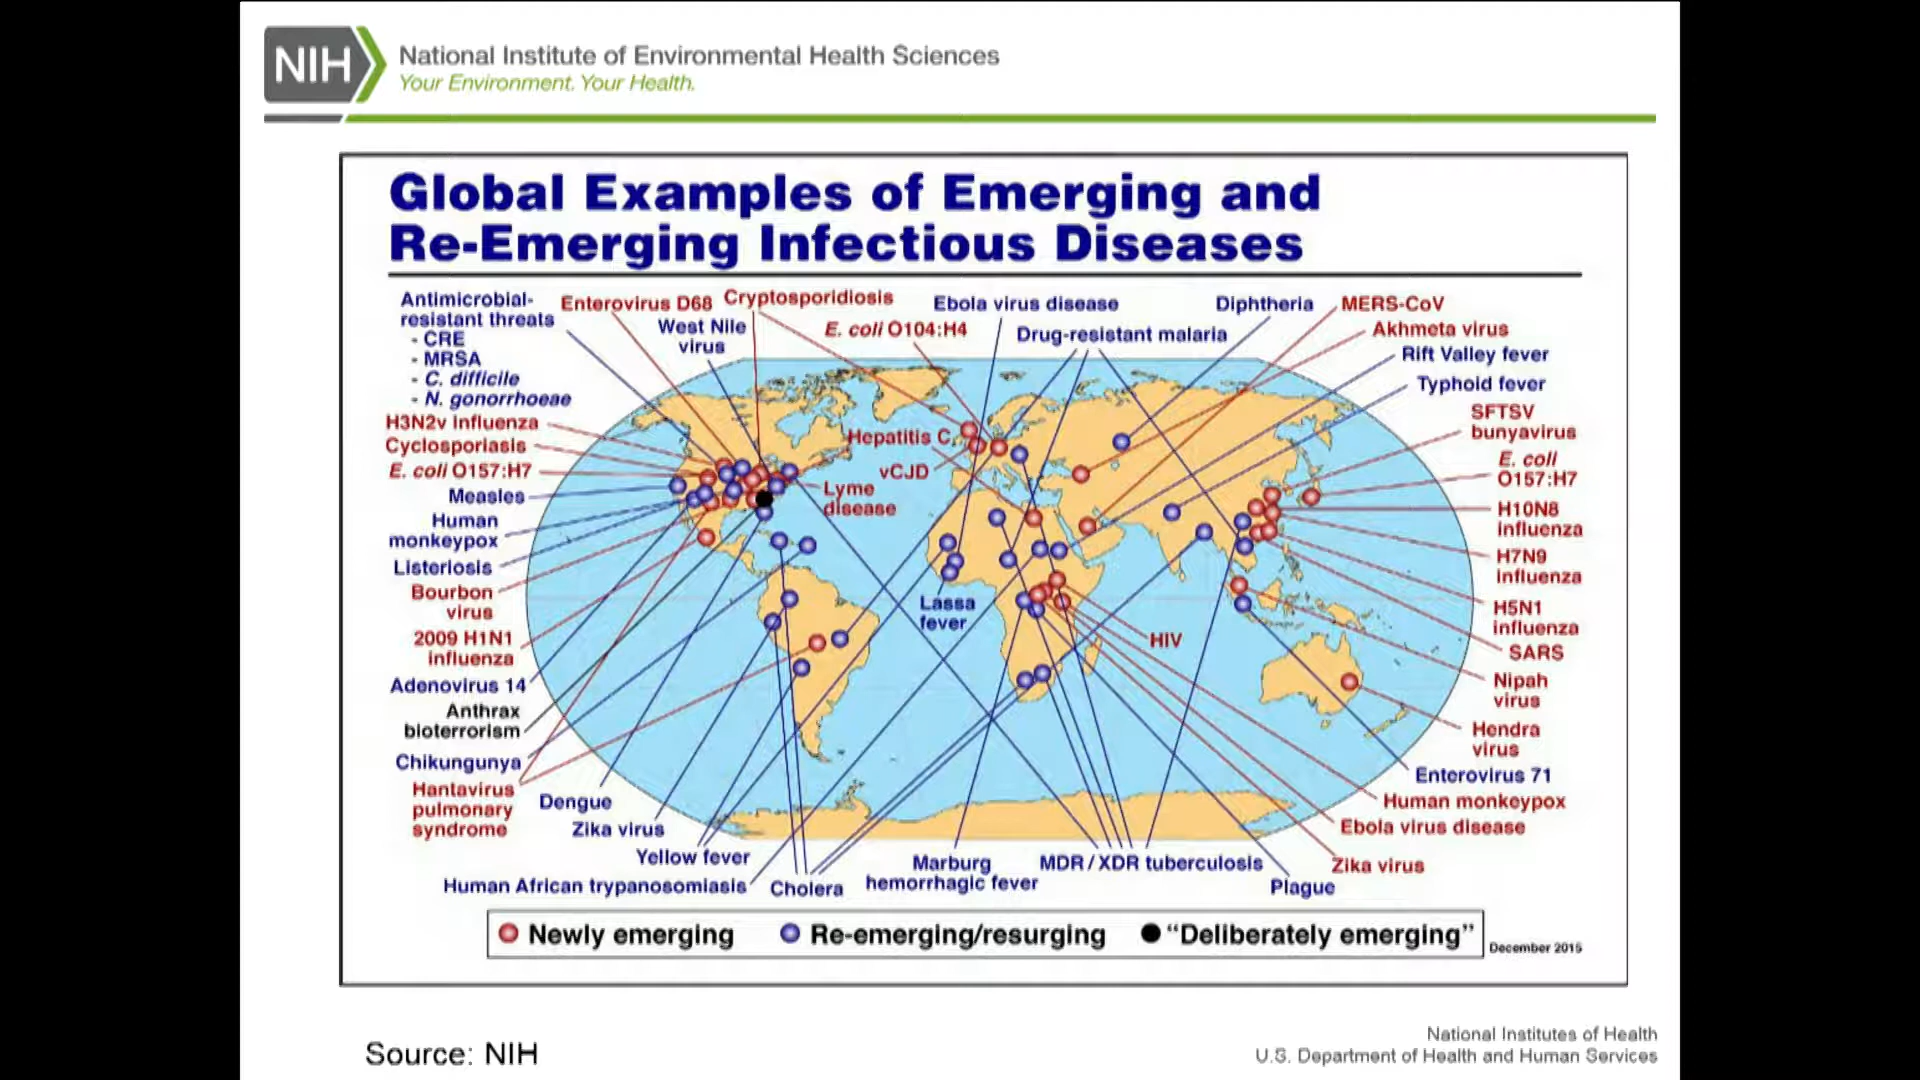 NIH
National Institute of Environmental Health Sciences
Your Environment. Your Health.
Global Examples of Emerging and
Re-Emerging Infectious Diseases
Antimicrobial-
resistant threats
- CRE
- MRSA
- C. difficile
- N. gonorrhoeae
Enterovirus D68
Cryptosporidiosis
West Nile
virus
E. coli O104:H4
Ebola virus disease
Drug-resistant malaria
Diphtheria
MERS-CoV
Akhmeta virus
Rift Valley fever
Typhoid fever
SFTSV
bunyavirus
E. coli
O157:H7
H10N8
influenza
H7N9
influenza
H5N1
influenza
SARS
Nipah
virus
Hendra
virus
Enterovirus 71
Human monkeypox
Ebola virus disease
Zika virus
Plague
H3N2v influenza
Cyclosporiasis
E. coli O157:H7
Measles
Human
monkeypox
Listeriosis
Bourbon
virus
2009 H1N1
influenza
Adenovirus 14
Anthrax
bioterrorism
Chikungunya
Hantavirus
pulmonary
syndrome
Dengue
Zika virus
Yellow fever
Human African trypanosomiasis
Cholera
Marburg
hemorrhagic fever
MDR/XDR tuberculosis
Hepatitis C
vCJD
Lyme
disease
Lassa
fever
HIV
Newly emerging
Re-emerging/resurging
"Deliberately emerging"
December 2015
Source: NIH
National Institutes of Health
U.S. Department of Health and Human Services